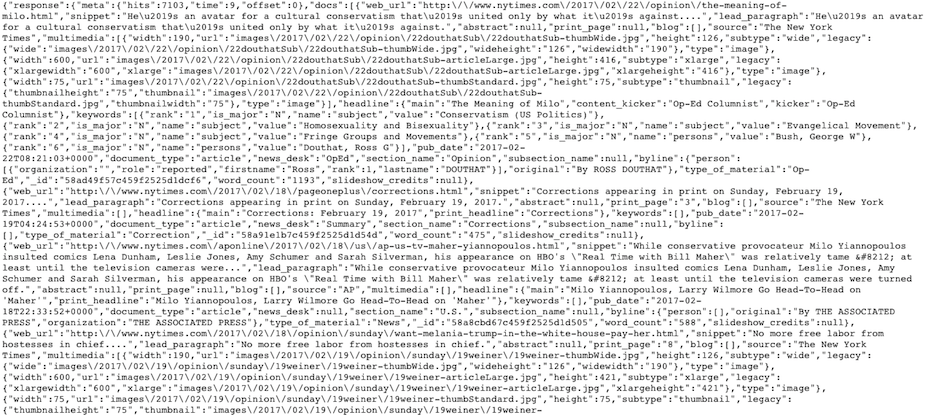 {"response":{"meta":{"hits":7103,"time":9,"offset":0},"docs":[{"web_url":"http:\/\/www.nytimes.com\/2017\/02\/22\/opinion\/the-meaning-of-
milo.html","snippet":"He\u2019s an avatar for a cultural conservatism that\u2019s united only by what it\u2019s against....","lead_paragraph":"He\u2019s an avatar
for a cultural conservatism that\u2019s united only by what it\u2019s against.","abstract":null,"print_page":null,"blog":[],"source":"The New York
Times","multimedia":[{"width":190,"url":"images\/2017\/02\/22\/opinion\/22douthatSub\/22douthatSub-thumbWide.jpg","height":126,"subtype":"wide","legacy":
{"wide":"images\/2017\/02\/22\/opinion\/22douthatSub\/22douthatSub-thumbWide.jpg","wideheight":"126","widewidth":"190"},"type":"image"},
{"width":600,"url":"images\/2017\/02\/22\/opinion\/22douthatSub\/22douthatSub-articleLarge.jpg","height":416,"subtype":"xlarge","legacy":
{"xlargewidth":"600","xlarge":"images\/2017\/02\/22\/opinion\/22douthatSub\/22douthatSub-articleLarge.jpg","xlargeheight":"416"},"type":"image"},
{"width":75,"url":"images\/2017\/02\/22\/opinion\/22douthatSub\/22douthatSub-thumbStandard.jpg","height":75,"subtype":"thumbnail","legacy":
{"thumbnailheight":"75","thumbnail":"images\/2017\/02\/22\/opinion\/22douthatSub\/22douthatSub-
thumbStandard.jpg","thumbnailwidth":"75"},"type":"image"}],"headline":{"main":"The Meaning of Milo","content_kicker":"Op-Ed Columnist","kicker":"Op-Ed
Columnist"},"keywords":[{"rank":"1","is_major":"N","name":"subject","value":"Conservatism (US Politics)"},
{"rank":"2","is_major":"N","name":"subject","value":"Homosexuality and Bisexuality"},{"rank":"3","is_major":"N","name":"subject","value":"Evangelical Movement"},
{"rank":"4","is_major":"N","name":"subject","value":"Fringe Groups and Movements"},{"rank":"5","is_major":"N","name":"persons","value":"Bush, George W"},
{"rank":"6","is_major":"N","name":"persons","value":"Douthat, Ross G"}],"pub_date":"2017-02-
22T08:21:03+0000","document_type":"article","news_desk":"OpEd","section_name":"Opinion","subsection_name":null,"byline":{"person":
[{"organization":"","role":"reported","firstname":"Ross","rank":1,"lastname":"DOUTHAT"}],"original":"By ROSS DOUTHAT"},"type_of_material":"Op-
Ed","_id":"58ad449f57c459f2525d1dcf6","word_count":"1193","slideshow_credits":null},
{"web_url":"http:\/\/www.nytimes.com\/2017\/02\/18\/pageoneplus\/corrections.html","snippet":"Corrections appearing in print on Sunday, February 19,
2017....","lead_paragraph":"Corrections appearing in print on Sunday, February 19, 2017.","abstract":null,"print_page":"3","blog":[],"source":"The New York
Times","multimedia":[],"headline":{"main":"Corrections: February 19, 2017","print_headline":"Corrections"},"keywords":[],"pub_date":"2017-02-
19T04:24:53+0000","document_type":"article","news_desk":"Summary","section_name":"Corrections","subsection_name":null,"byline":
[],"type_of_material":"Correction","_id":"58a91e1b7c459f2525d1d54d","word_count":"475","slideshow_credits":null},
{"web_url":"http:\/\/www.nytimes.com\/aponline\/2017\/02\/18\/us\/ap-us-tv-maher-yiannopoulos.html","snippet":"While conservative provocateur Milo Yiannopoulos
insulted comics Lena Dunham, Leslie Jones, Amy Schumer and Sarah Silverman, his appearance on HBO's \"Real Time with Bill Maher\" was relatively tame &#8212; at
least until the television cameras were...","lead_paragraph":"While conservative provocateur Milo Yiannopoulos insulted comics Lena Dunham, Leslie Jones, Amy
Schumer and Sarah Silverman, his appearance on HBO's \"Real Time with Bill Maher\" was relatively tame &#8212; at least until the television cameras were turned
off.","abstract":null,"print_page":null,"blog":[],"source":"AP","multimedia":[],"headline":{"main":"Milo Yiannopoulos, Larry Wilmore Go Head-To-Head on
'Maher'","print_headline":"Milo Yiannopoulos, Larry Wilmore Go Head-To-Head on 'Maher'"},"keywords":[],"pub_date":"2017-02-
18T22:33:52+0000","document_type":"article","news_desk":null,"section_name":"U.S.","subsection_name":null,"byline":{"person":[],"original":"By THE ASSOCIATED
PRESS","organization":"THE ASSOCIATED PRESS"},"type_of_material":"News","_id":"58a8cbd67c459f2525d1d505","word_count":"588","slideshow_credits":null},
{"web_url":"http:\/\/www.nytimes.com\/2017\/02\/18\/opinion\/sunday\/want-melania-trump-in-the-white-house-pay-her.html","snippet":"No more free labor from
hostesses in chief....","lead_paragraph":"No more free labor from hostesses in chief.","abstract":null,"print_page":"8","blog":[],"source":"The New York
Times","multimedia":[{"width":190,"url":"images\/2017\/02\/19\/opinion\/sunday\/19weiner\/19weiner-thumbWide.jpg","height":126,"subtype":"wide","legacy":
{"wide":"images\/2017\/02\/19\/opinion\/sunday\/19weiner\/19weiner-thumbWide.jpg","wideheight":"126","widewidth":"190"},"type":"image"},
{"width":600,"url":"images\/2017\/02\/19\/opinion\/sunday\/19weiner\/19weiner-articleLarge.jpg","height":421,"subtype":"xlarge","legacy":
{"xlargewidth":"600","xlarge":"images\/2017\/02\/19\/opinion\/sunday\/19weiner\/19weiner-articleLarge.jpg","xlargeheight":"421"},"type":"image"},
{"width":75,"url":"images\/2017\/02\/19\/opinion\/sunday\/19weiner\/19weiner-thumbStandard.jpg","height":75,"subtype":"thumbnail","legacy":
{"thumbnailheight":"75","thumbnail":"images\/2017\/02\/19\/opinion\/sunday\/19weiner\/19weiner-